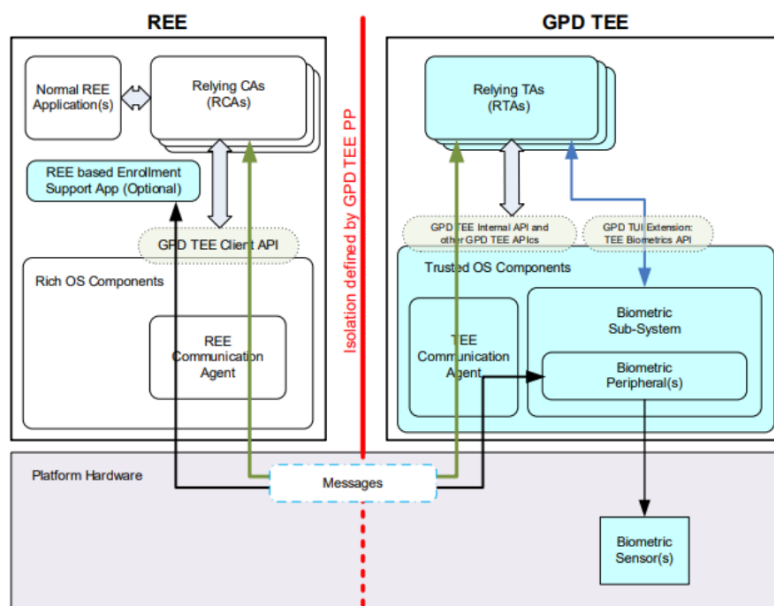 REE
GPD TEE
Normal REE
Application(s)
Relying CAs
(RCAs)
REE based Enrollment
Support App (Optional)
GPD TEE Client API
Rich OS Components
REE
Communication
Agent
Isolation defined by GPD TEE PP
Relying TAs
(RTAs)
GPD TEE Internal API and
other GPD TEE APIcs
GPD TUI Extension:
TEE Biometrics API
Trusted OS Components
TEE
Communication
Agent
Biometric
Sub-System
Biometric
Peripheral(s)
Platform Hardware
Messages
Biometric
Sensor(s)